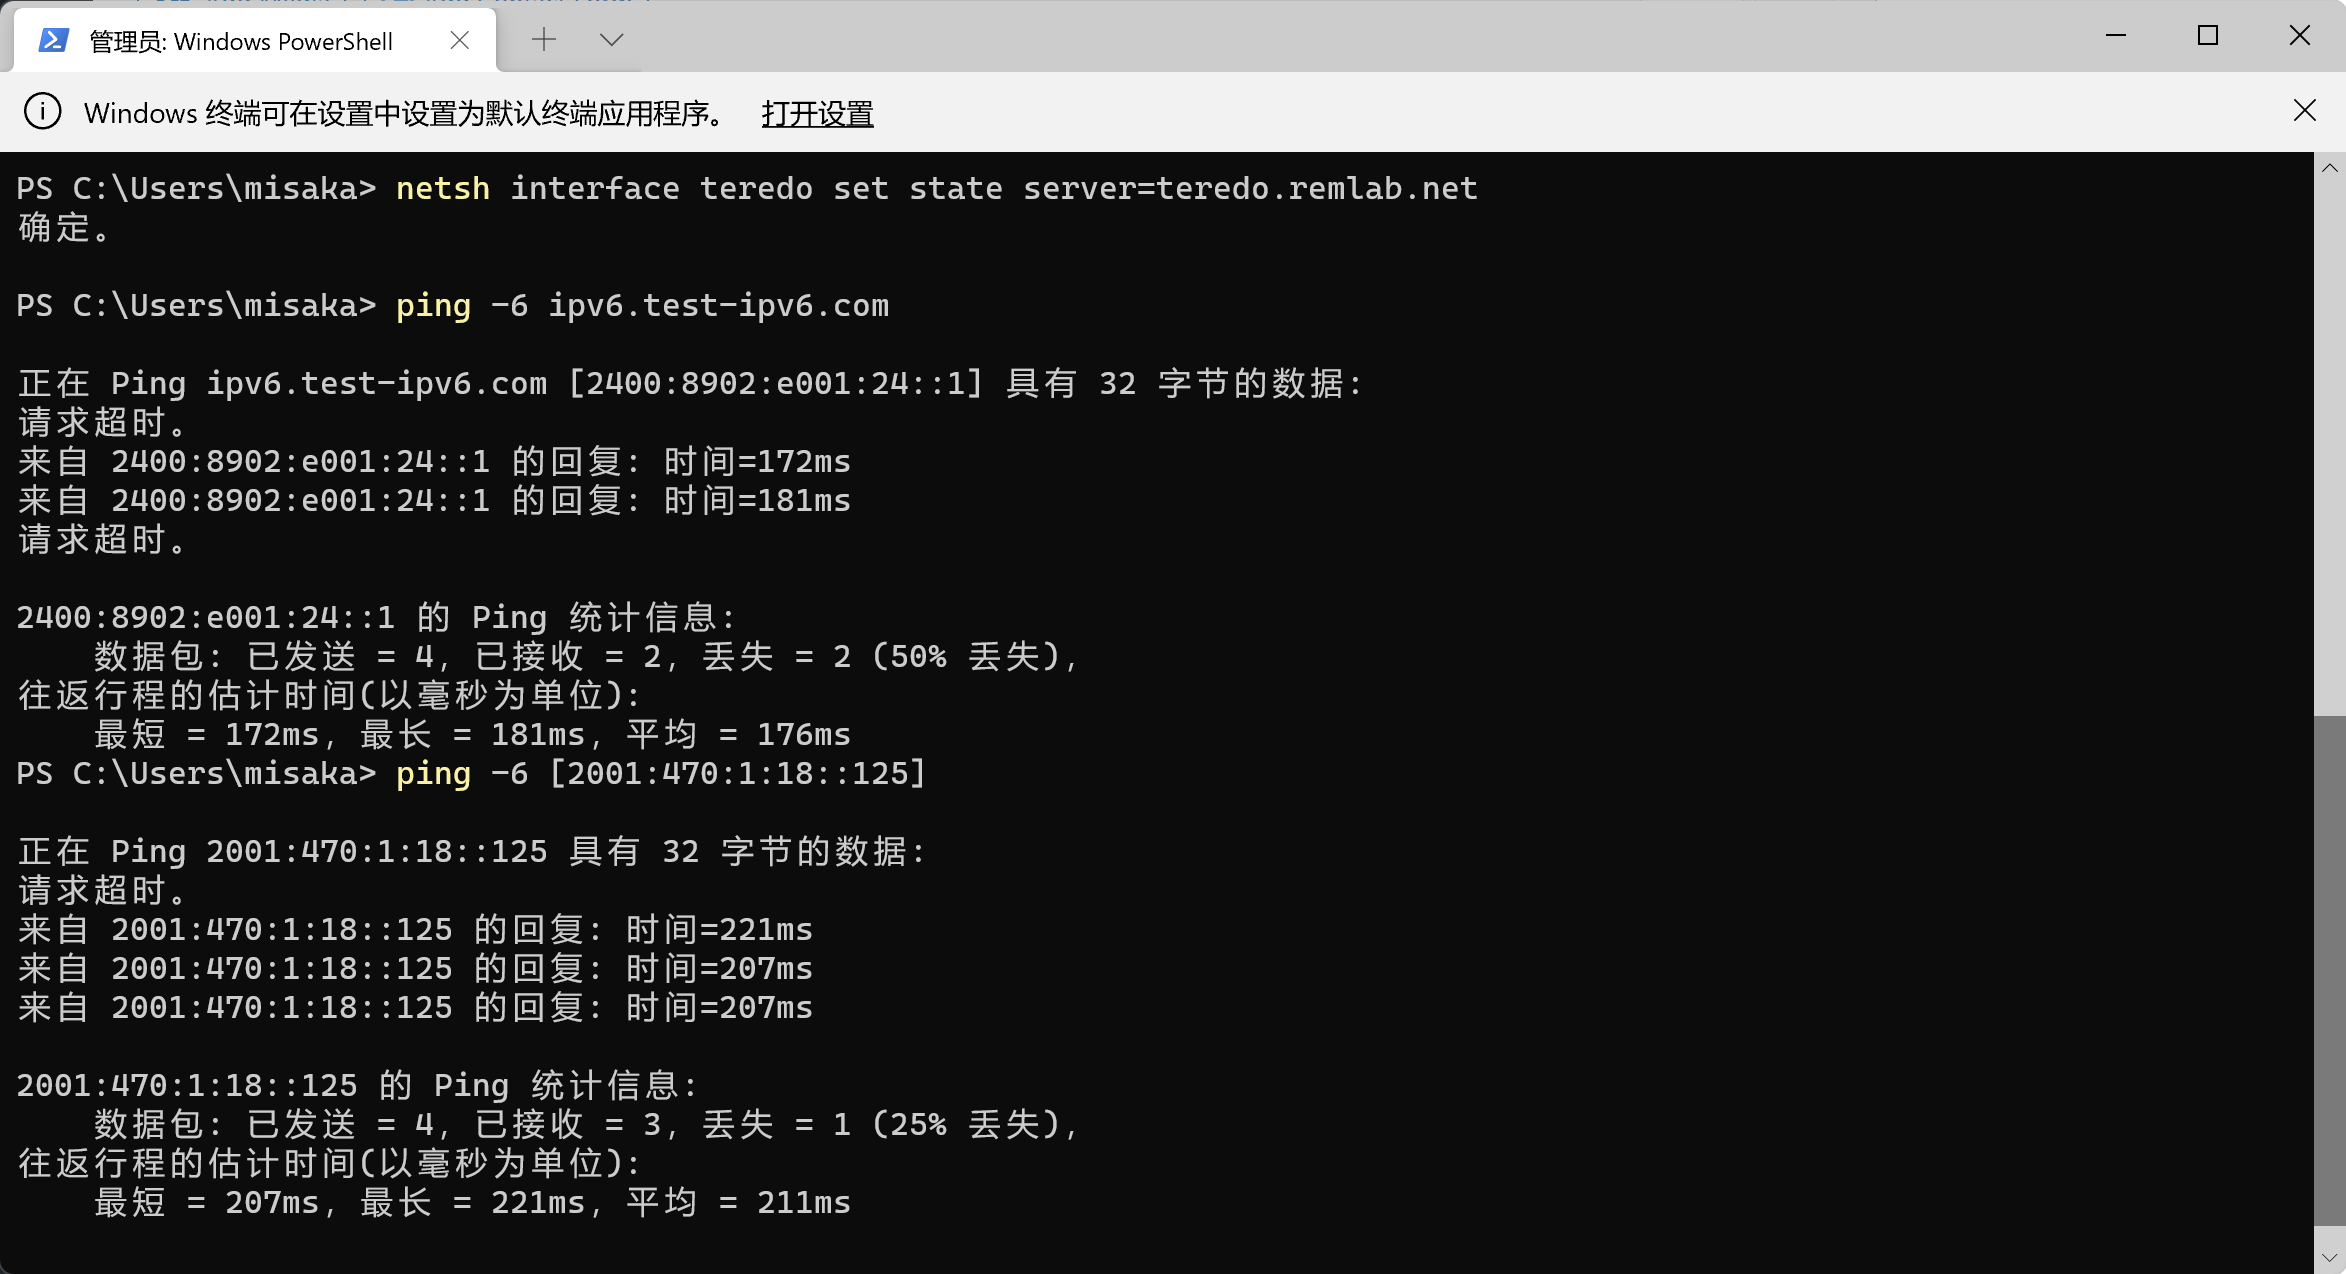 管理员: Windows PowerShell
Windows 终端可在设置中设置为默认终端应用程序。 打开设置
PS C:\Users\misaka> netsh interface teredo set state server=teredo.remlab.net
确定。
PS C:\Users\misaka> ping -6 ipv6.test-ipv6.com
正在 Ping ipv6.test-ipv6.com [2400:8902:e001:24::1] 具有 32 字节的数据:
请求超时。
来自 2400:8902:e001:24::1 的回复: 时间=172ms
来自 2400:8902:e001:24::1 的回复: 时间=181ms
请求超时。
2400:8902:e001:24::1 的 Ping 统计信息:
数据包: 已发送 = 4, 已接收 = 2, 丢失 = 2 (50% 丢失),
往返行程的估计时间(以毫秒为单位):
最短 = 172ms, 最长 = 181ms, 平均 = 176ms
PS C:\Users\misaka> ping -6 [2001:470:1:18::125]
正在 Ping 2001:470:1:18::125 具有 32 字节的数据:
请求超时。
来自 2001:470:1:18::125 的回复: 时间=221ms
来自 2001:470:1:18::125 的回复: 时间=207ms
来自 2001:470:1:18::125 的回复: 时间=207ms
2001:470:1:18::125 的 Ping 统计信息:
数据包: 已发送 = 4, 已接收 = 3, 丢失 = 1 (25% 丢失),
往返行程的估计时间(以毫秒为单位):
最短 = 207ms, 最长 = 221ms, 平均 = 211ms